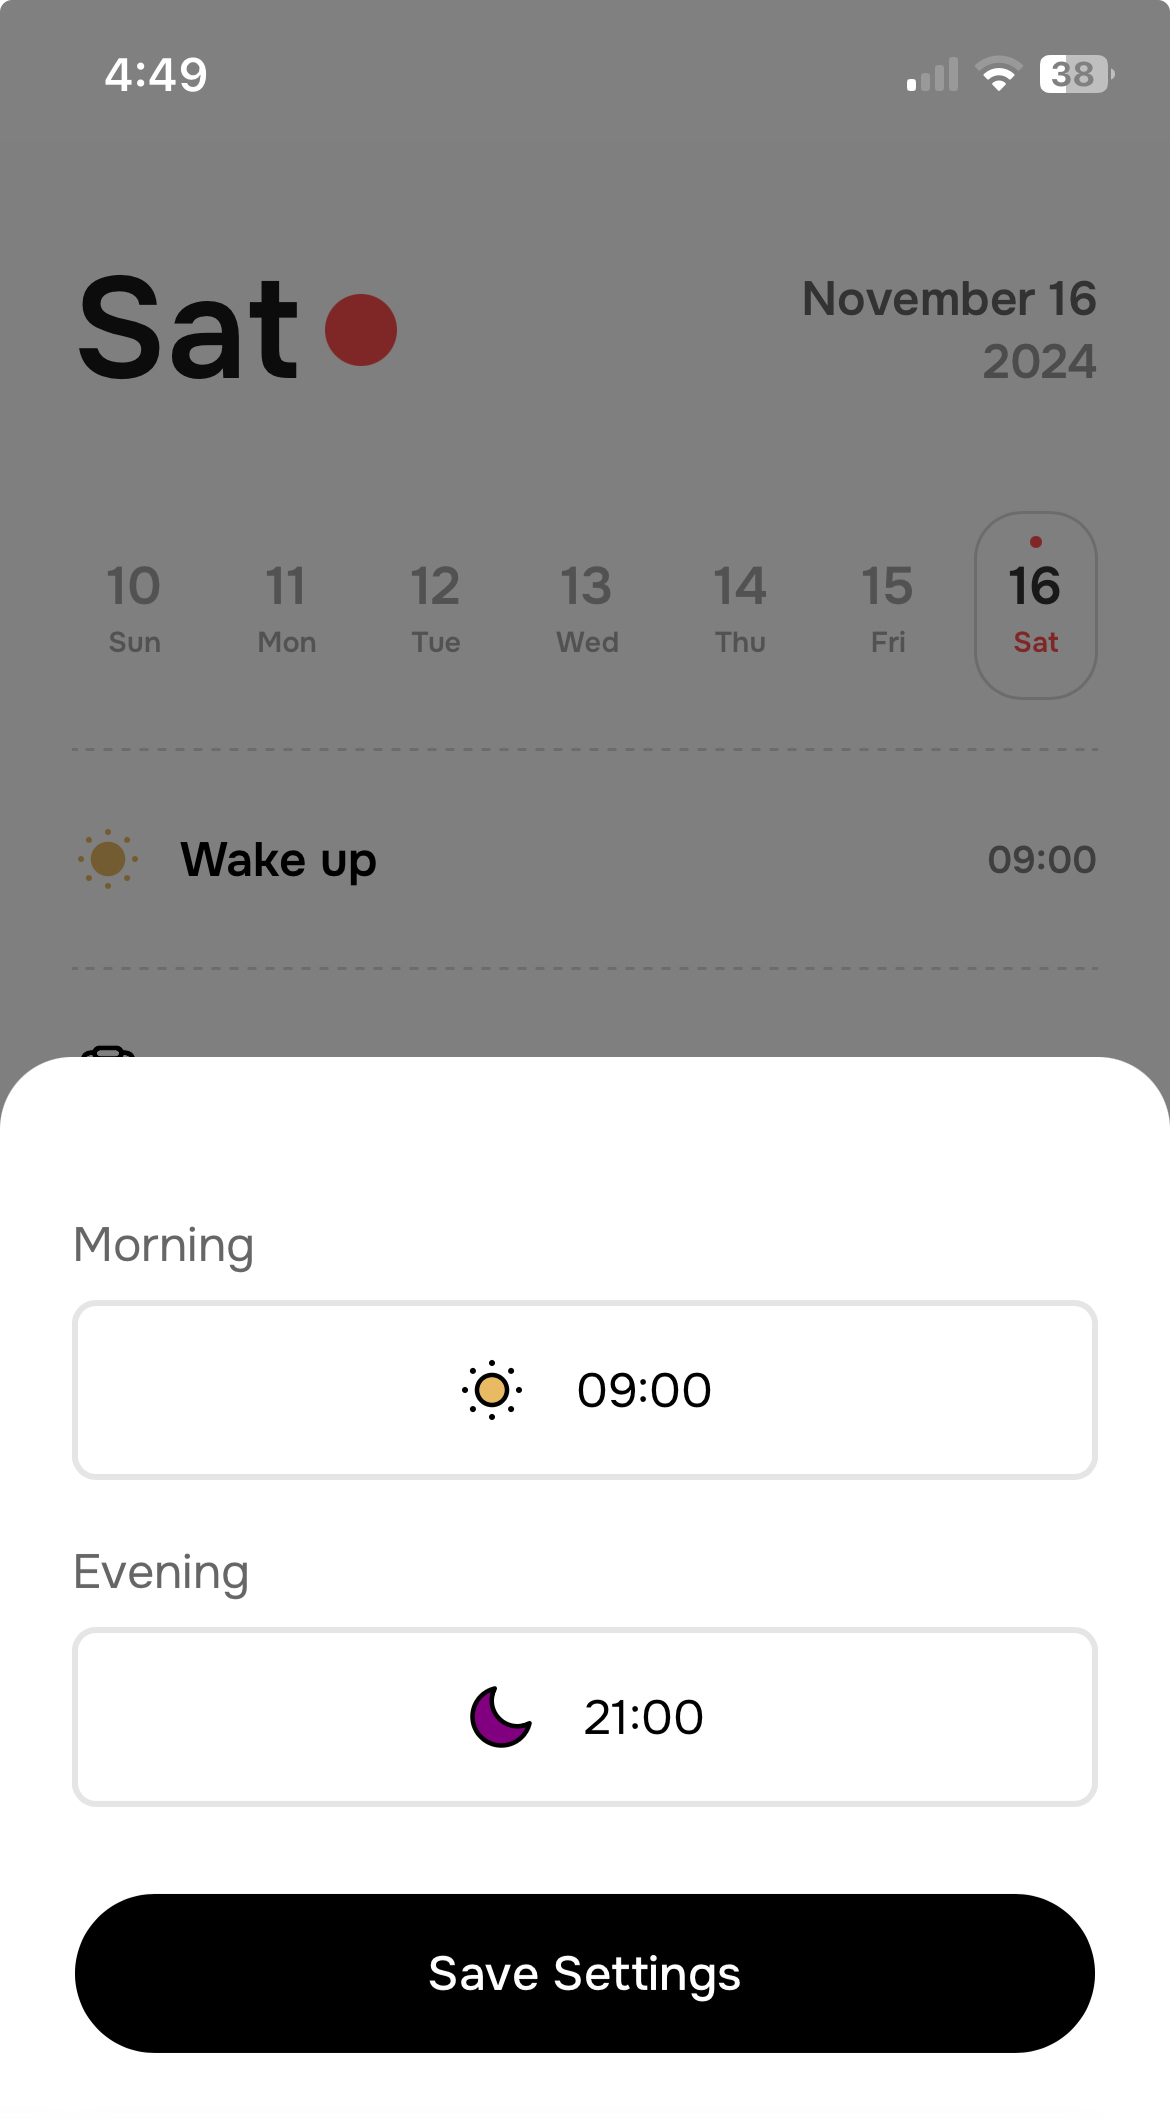 4:49
38
Sat
November 16
2024
10 11 12 13 14 15 16
Sun Mon Tue Wed Thu Fri Sat
Wake up 09:00
Morning
09:00
Evening
21:00
Save Settings